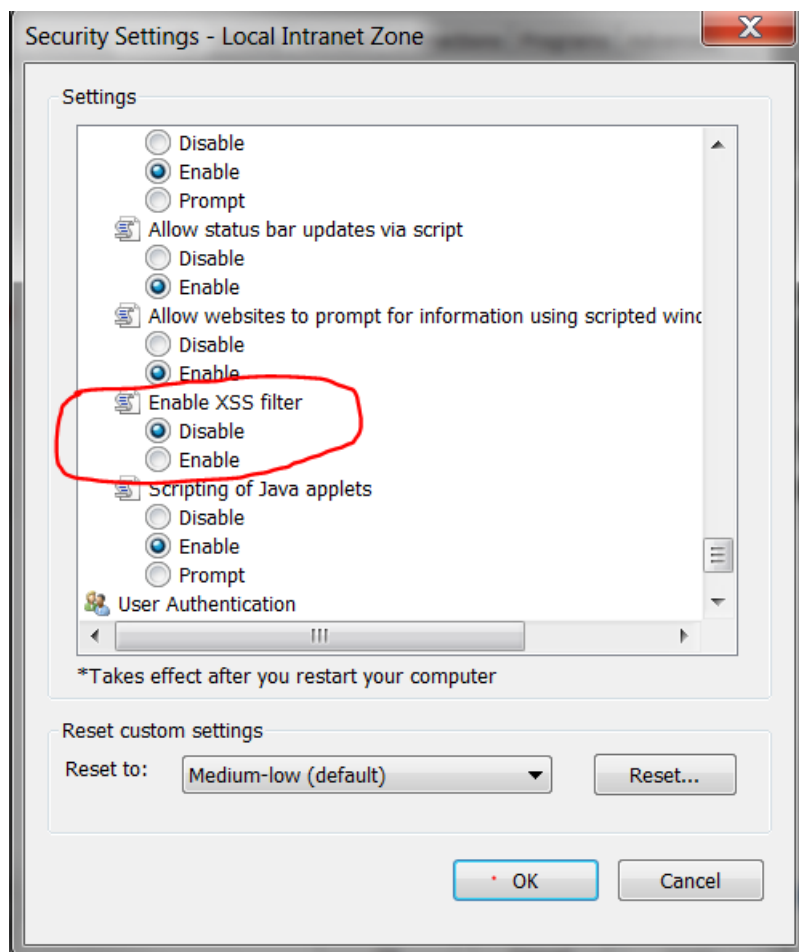 Security Settings - Local Intranet Zone
Settings
Disable
Enable
Prompt
Allow status bar updates via script
Disable
Enable
Allow websites to prompt for information using scripted winc
Disable
Enable
Enable XSS filter
Disable
Enable
Scripting of Java applets
Disable
Enable
Prompt
User Authentication
*Takes effect after you restart your computer
Reset custom settings
Reset to:
Medium-low (default)
Reset...
OK
Cancel